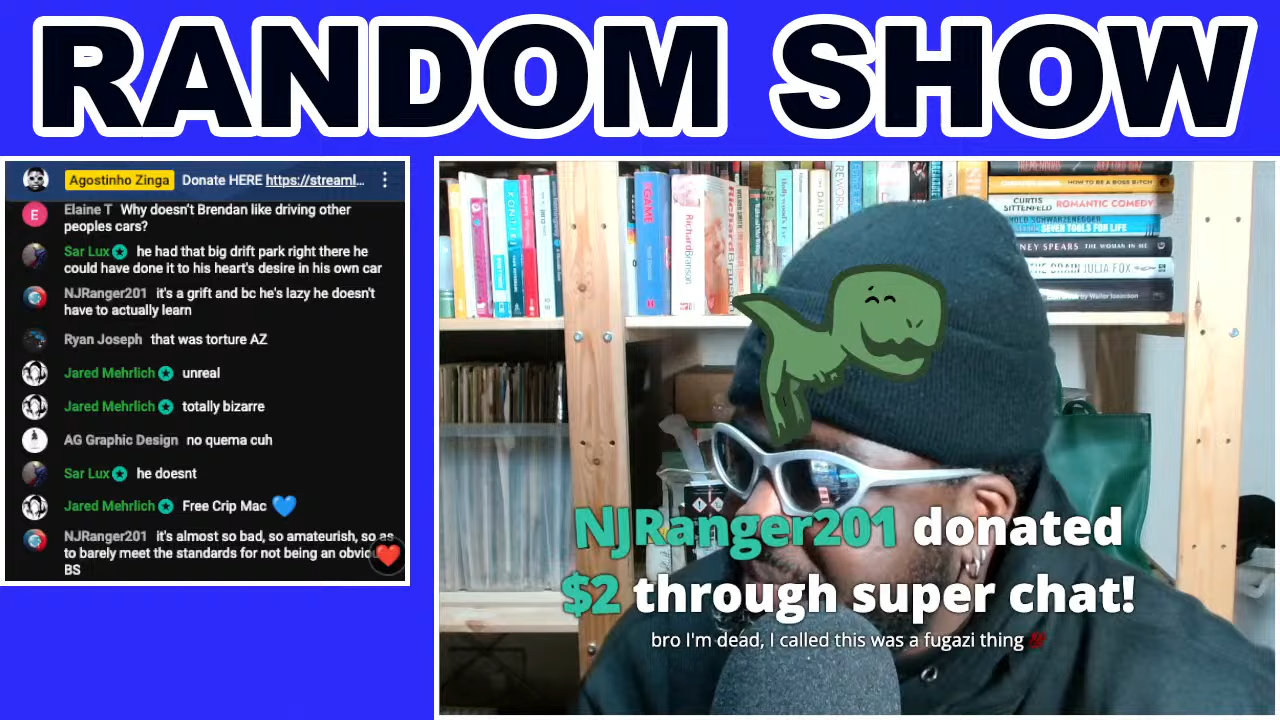 RANDOM SHOW
Agostinho Zinga Donate HERE https://streaml...
E Elaine T Why doesn't Brendan like driving other
peoples cars?
Sar Lux he had that big drift park right there he
could have done it to his heart's desire in his own car
NJRanger201 it's a grift and bc he's lazy he doesn't
have to actually learn
Ryan Joseph that was torture AZ
Jared Mehrlich unreal
Jared Mehrlich totally bizarre
AG Graphic Design no quema cuh
Sar Lux he doesnt
Jared Mehrlich Free Crip Mac 💙
NJRanger201 it's almost so bad, so amateurish, so as
to barely meet the standards for not being an obvious
BS
REWORK
HOW TO BE A BOSS B!TCH
CURTIS
SITTENFELD ROMANTIC COMEDY
SCHWARZENEGGER
SEVEN TOOLS FOR LIFE
SPEARS THE WOMAN IN ME
THE DRAIN JULIA FOX
Walter Isaacson
GAME
Richard Branson
NJRanger201 donated
$2 through super chat!
bro I'm dead, I called this was a fugazi thing 💯